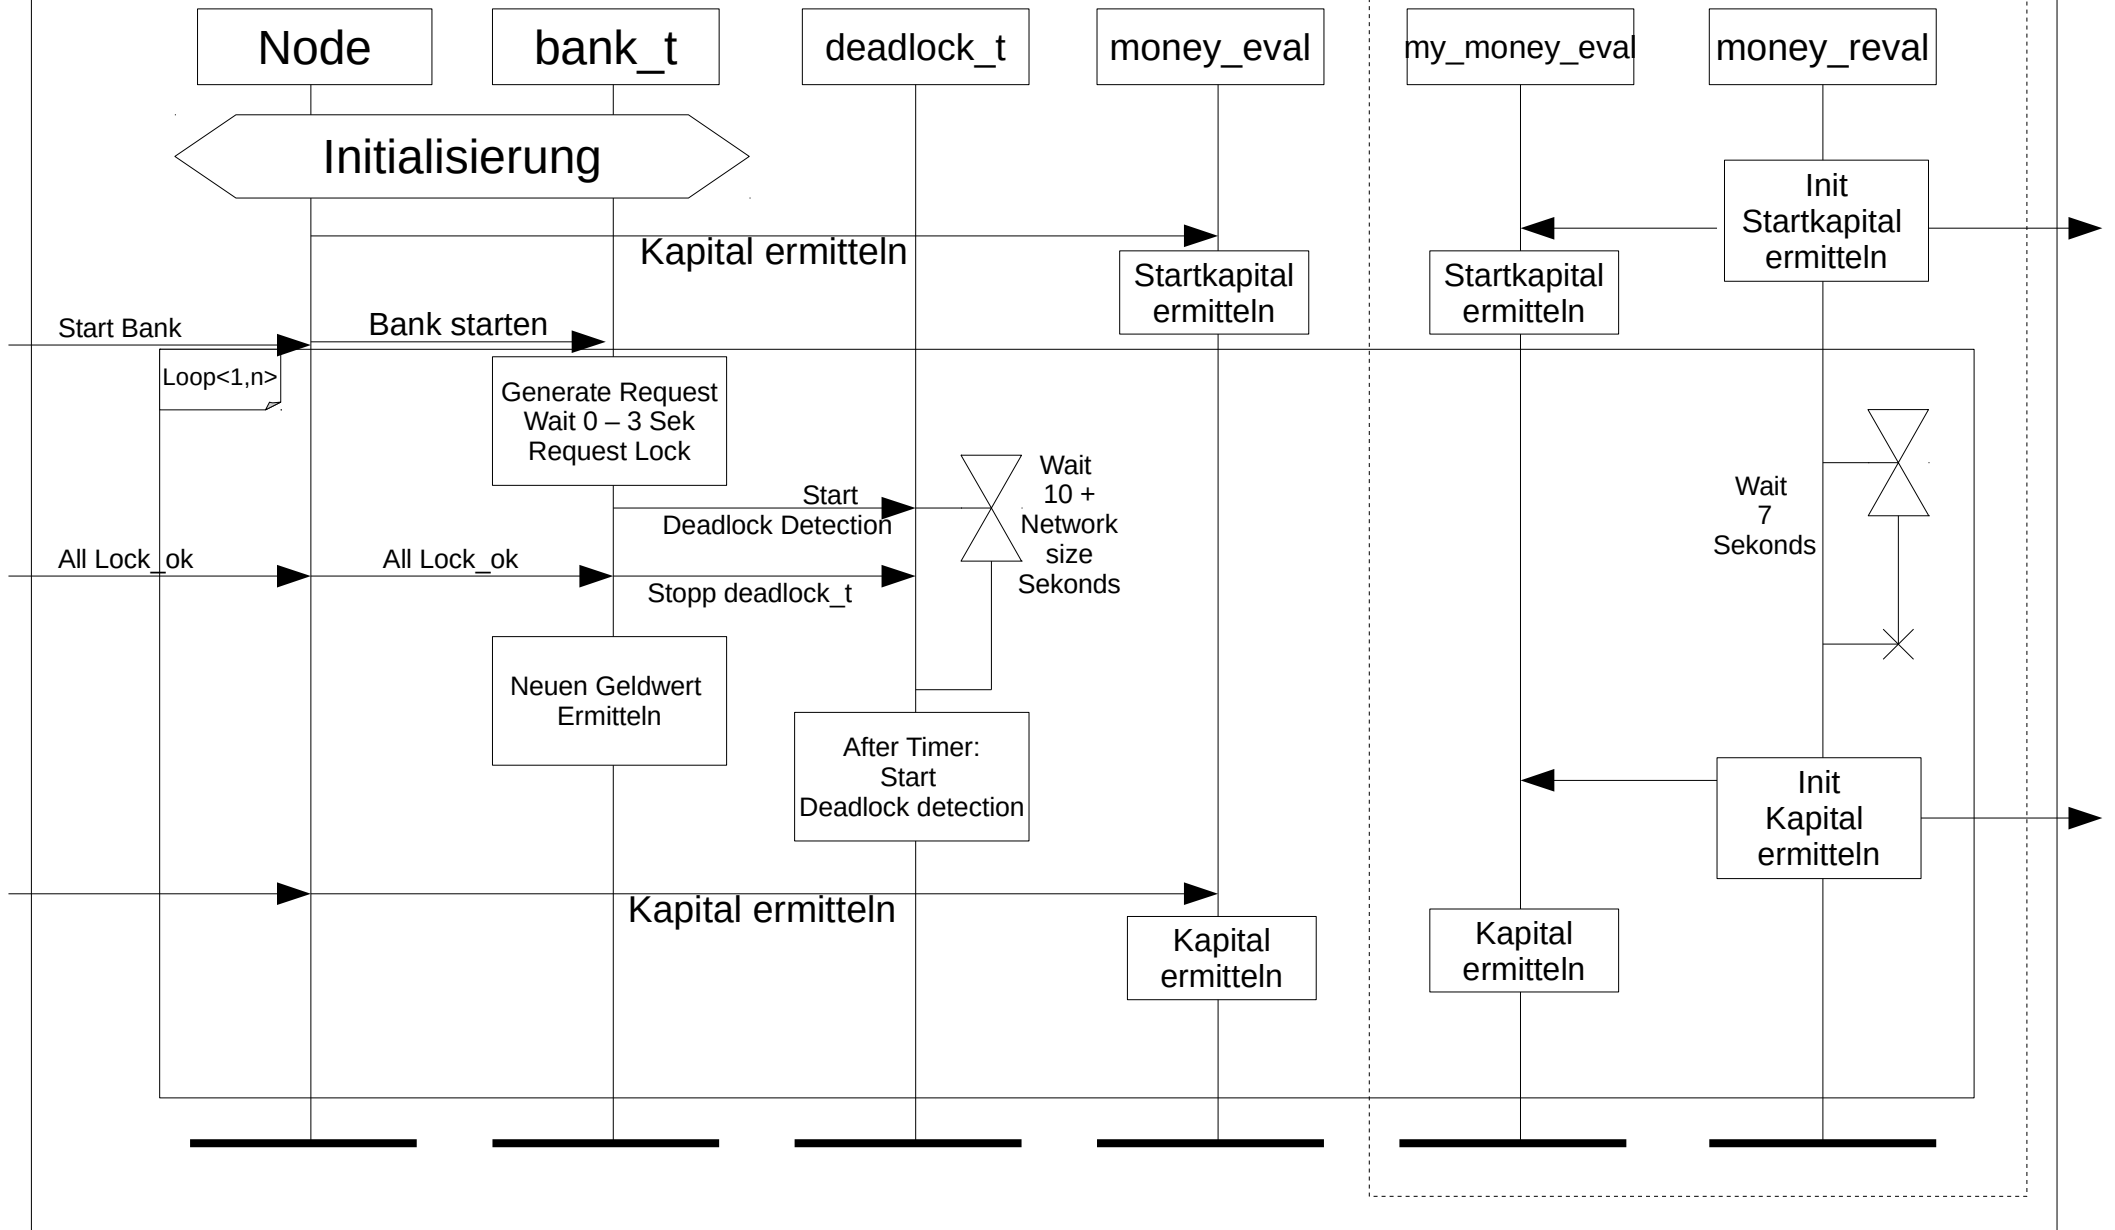 Node
bank_t
deadlock_t
money_eval
my_money_eval
money_reval
Initialisierung
Init
Startkapital
ermitteln
Kapital ermitteln
Startkapital
ermitteln
Startkapital
ermitteln
Start Bank
Bank starten
Loop<1,n>
Generate Request
Wait 0 – 3 Sek
Request Lock
Start
Deadlock Detection
Wait
10 +
Network
size
Sekonds
Wait
7
Sekonds
All Lock_ok
All Lock_ok
Stopp deadlock_t
Neuen Geldwert
Ermitteln
After Timer:
Start
Deadlock detection
Init
Kapital
ermitteln
Kapital ermitteln
Kapital
ermitteln
Kapital
ermitteln